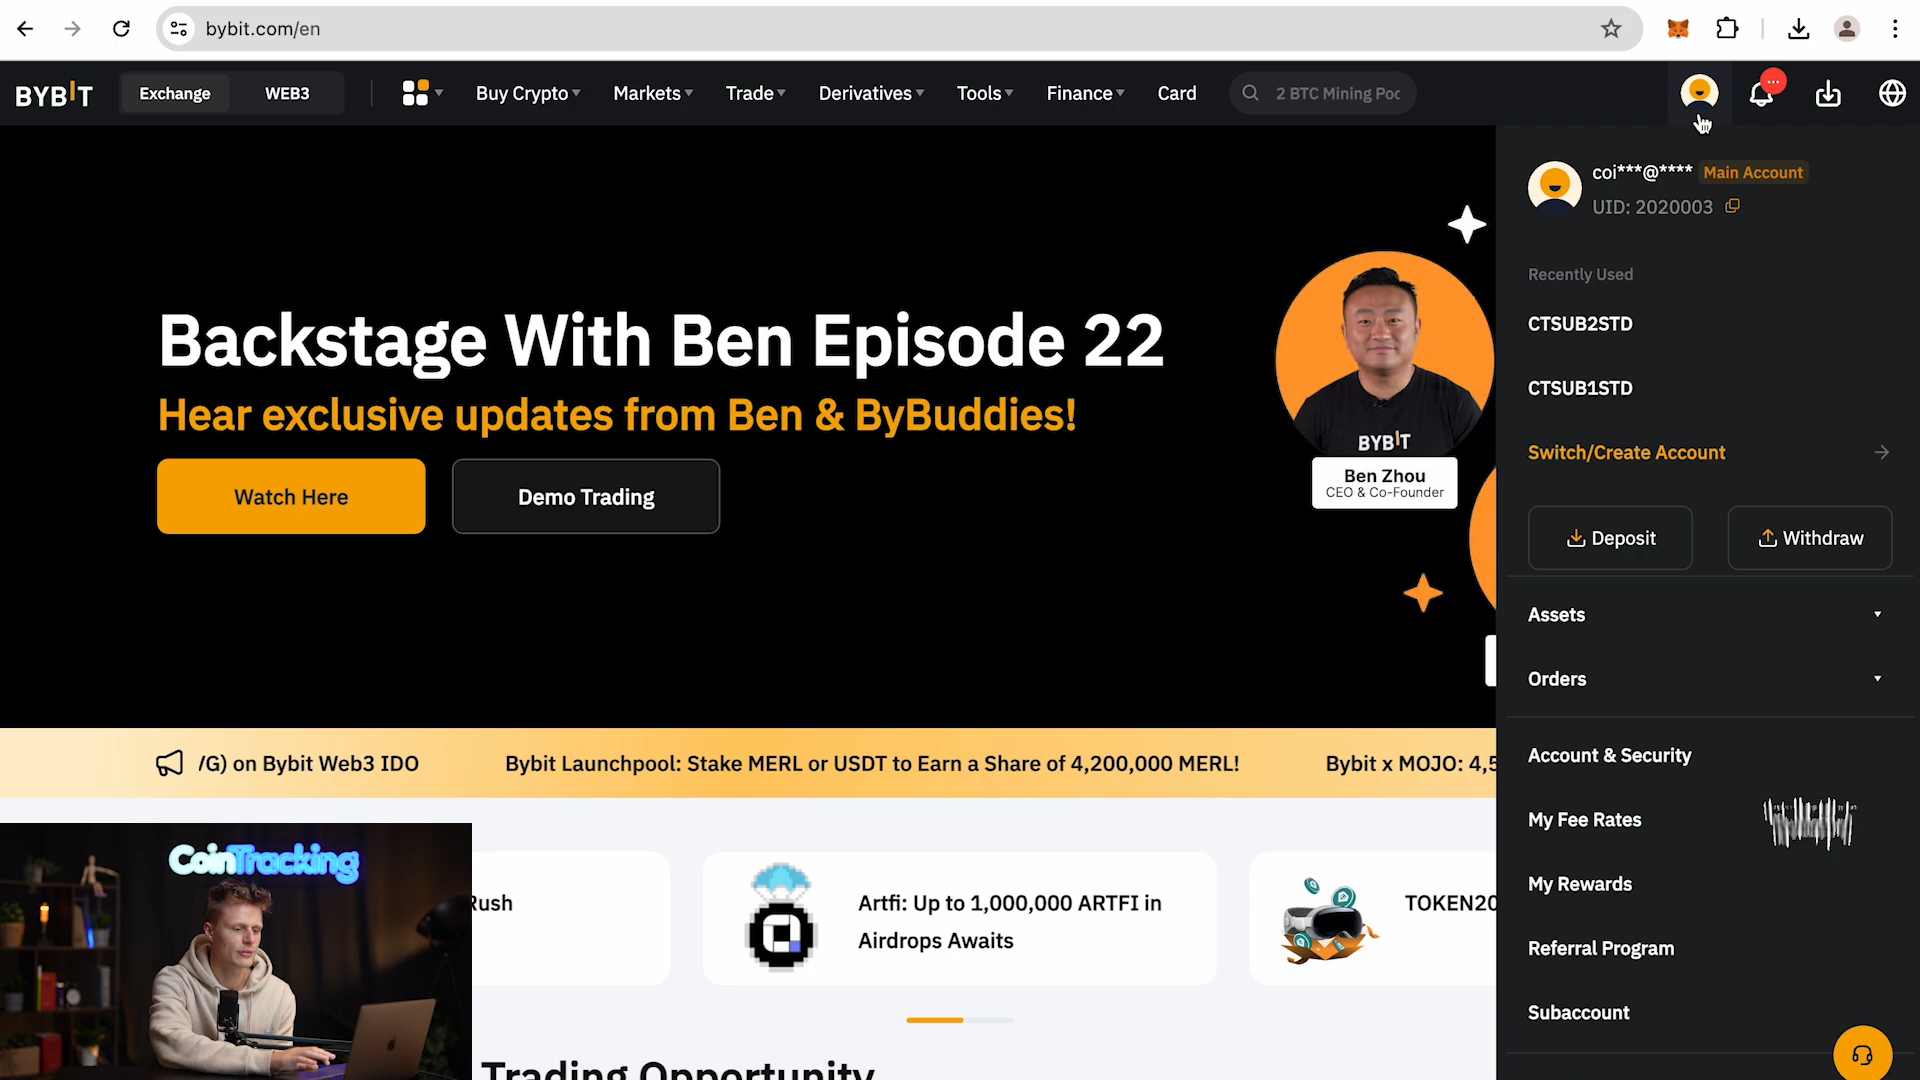 bybit.com/en
BYBIT
Exchange
WEB3
Buy Crypto
Markets
Trade
Derivatives
Tools
Finance
Card
2 BTC Mining Poc
coi***@****
Main Account
UID: 2020003
Recently Used
CTSUB2STD
CTSUB1STD
Switch/Create Account
Deposit
Withdraw
Assets
Orders
Account & Security
My Fee Rates
My Rewards
Referral Program
Subaccount
Backstage With Ben Episode 22
Hear exclusive updates from Ben & ByBuddies!
Watch Here
Demo Trading
BYBIT
Ben Zhou
CEO & Co-Founder
/G) on Bybit Web3 IDO
Bybit Launchpool: Stake MERL or USDT to Earn a Share of 4,200,000 MERL!
Bybit x MOJO: 4,5
CoinTracking
Rush
Artfi: Up to 1,000,000 ARTFI in
Airdrops Awaits
TOKEN20
Trading Opportunity